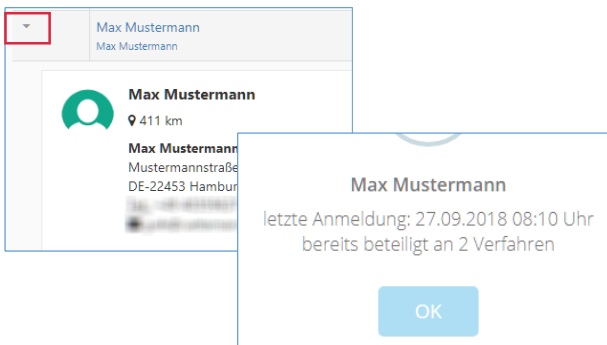 Max Mustermann
Max Mustermann
Max Mustermann
411 km
Max Mustermann
Mustermannstraße
DE-22453 Hambur
Max Mustermann
letzte Anmeldung: 27.09.2018 08:10 Uhr
bereits beteiligt an 2 Verfahren
OK